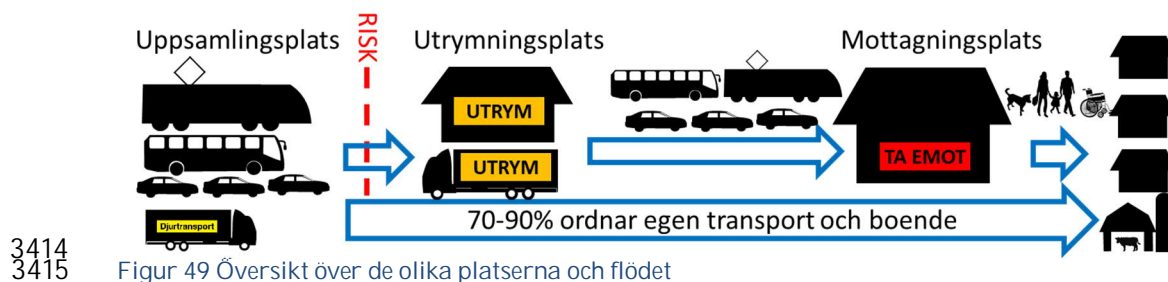 Uppsamlingsplats
RISK
Utrymningsplats
Mottagningsplats
UTRYM
UTRYM
TA EMOT
Djurtransport
70-90% ordnar egen transport och boende
3414
3415 Figur 49 Översikt över de olika platserna och flödet